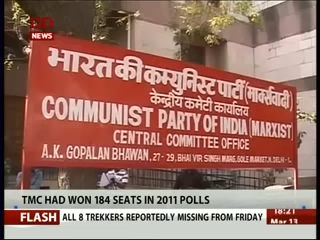 NEWS
भारत की कम्युनिस्ट पार्टी (मार्क्सवादी)
केन्द्रीय कमेटी कार्यालय
COMMUNIST PARTY OF INDIA (MARXIST)
CENTRAL COMMITTEE OFFICE
A.K. GOPALAN BHAWAN, 27-29, BHAI VIR SINGH MARG, GOLE MARKET, N. DELHI-1
TMC HAD WON 184 SEATS IN 2011 POLLS
FLASH ALL 8 TREKKERS REPORTEDLY MISSING FROM FRIDAY
18:21
Mar 13